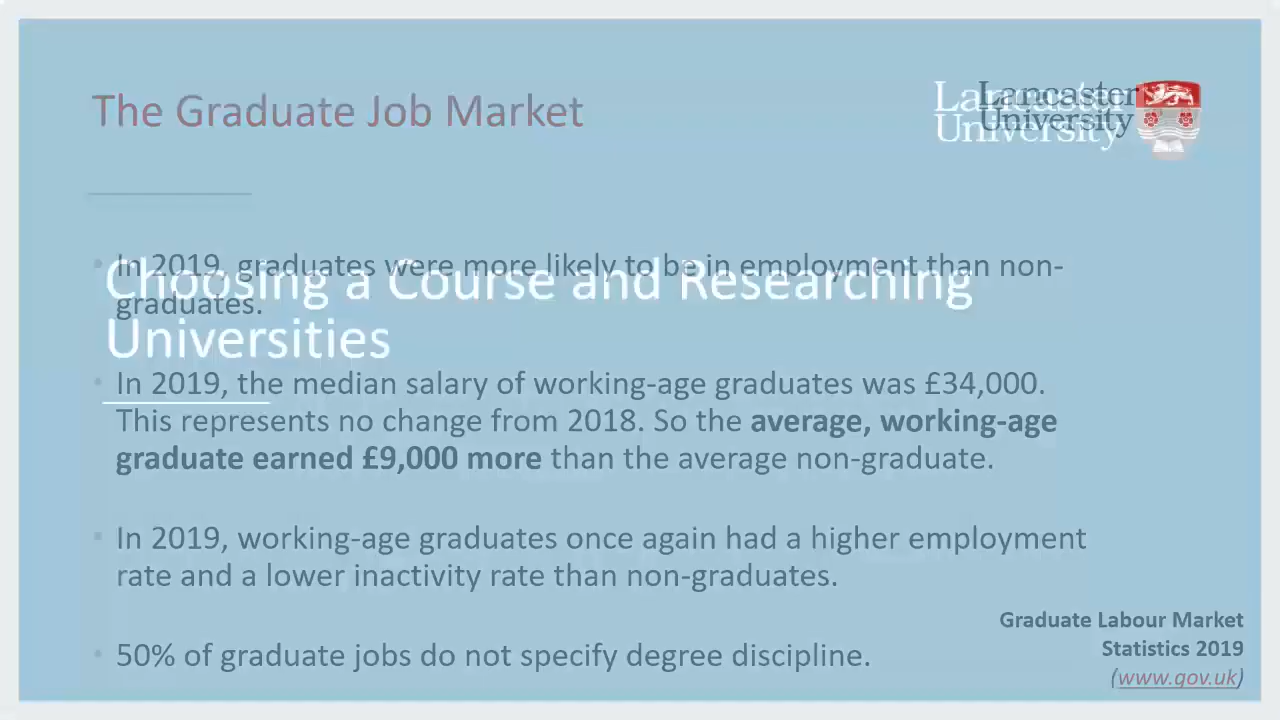 The Graduate Job Market
Lancaster
University
Lancaster
University
In 2019, graduates were more likely to be in employment than non-
graduates.
Choosing a Course and Researching
Universities
In 2019, the median salary of working-age graduates was £34,000.
This represents no change from 2018. So the average, working-age
graduate earned £9,000 more than the average non-graduate.
In 2019, working-age graduates once again had a higher employment
rate and a lower inactivity rate than non-graduates.
50% of graduate jobs do not specify degree discipline.
Graduate Labour Market
Statistics 2019
(www.gov.uk)